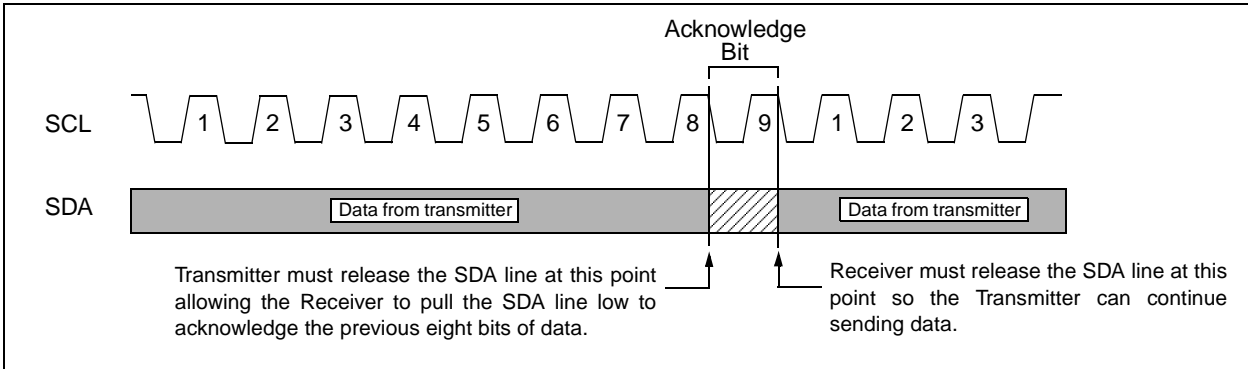 Acknowledge
Bit
SCL
1 2 3 4 5 6 7 8 9 1 2 3
SDA
Data from transmitter
Data from transmitter
Transmitter must release the SDA line at this point
allowing the Receiver to pull the SDA line low to
acknowledge the previous eight bits of data.
Receiver must release the SDA line at this
point so the Transmitter can continue
sending data.